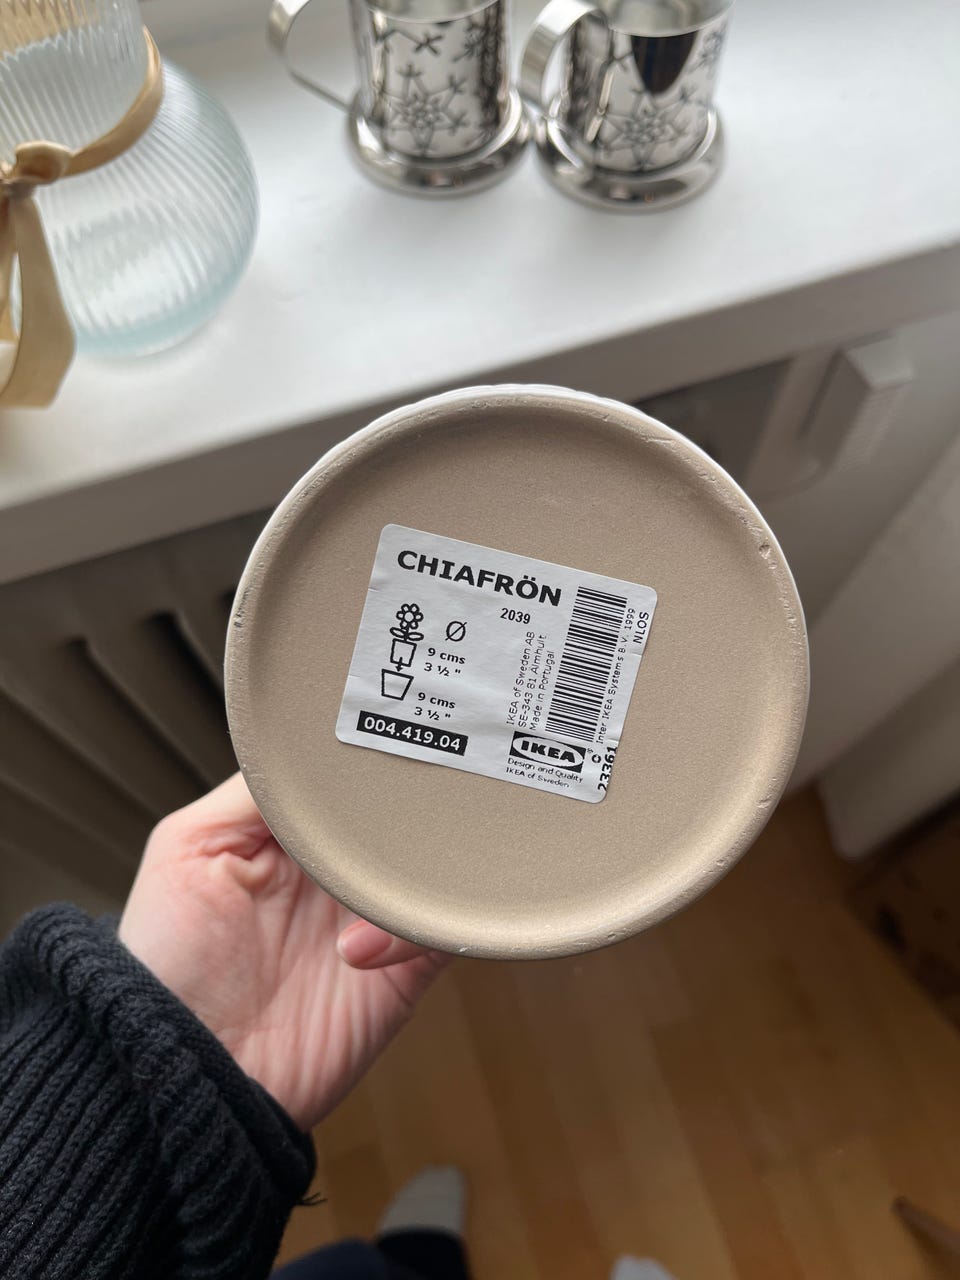 CHIAFRÖN
2039
Ø
9 cms
3 ½ "
9 cms
3 ½ "
004.419.04
IKEA of Sweden AB
SE-343 81 Älmhult
Made in Portugal
IKEA®
Design and Quality
IKEA of Sweden
© Inter IKEA Systems B.V. 1999
NLOS
23361